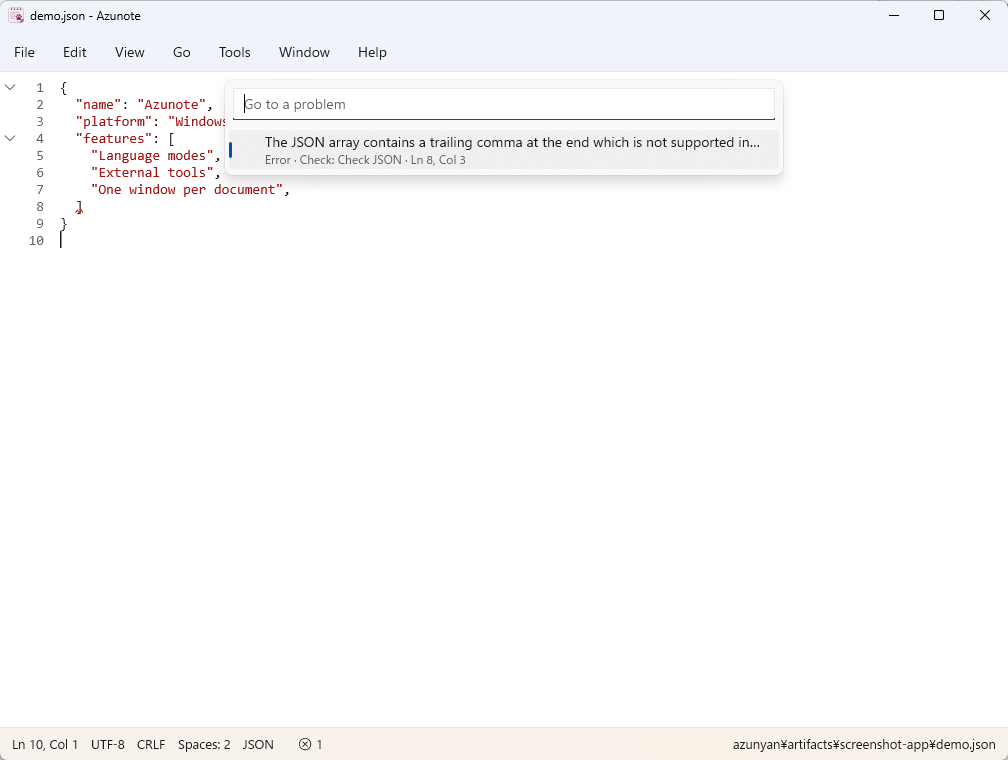 demo.json - Azunote
File Edit View Go Tools Window Help
Go to a problem
The JSON array contains a trailing comma at the end which is not supported in...
Error · Check: Check JSON · Ln 8, Col 3
1 {
2 "name": "Azunote",
3 "platform": "Windows
4 "features": [
5 "Language modes",
6 "External tools",
7 "One window per document",
8 ]
9 }
10
Ln 10, Col 1 UTF-8 CRLF Spaces: 2 JSON 1 azunyan¥artifacts¥screenshot-app¥demo.json